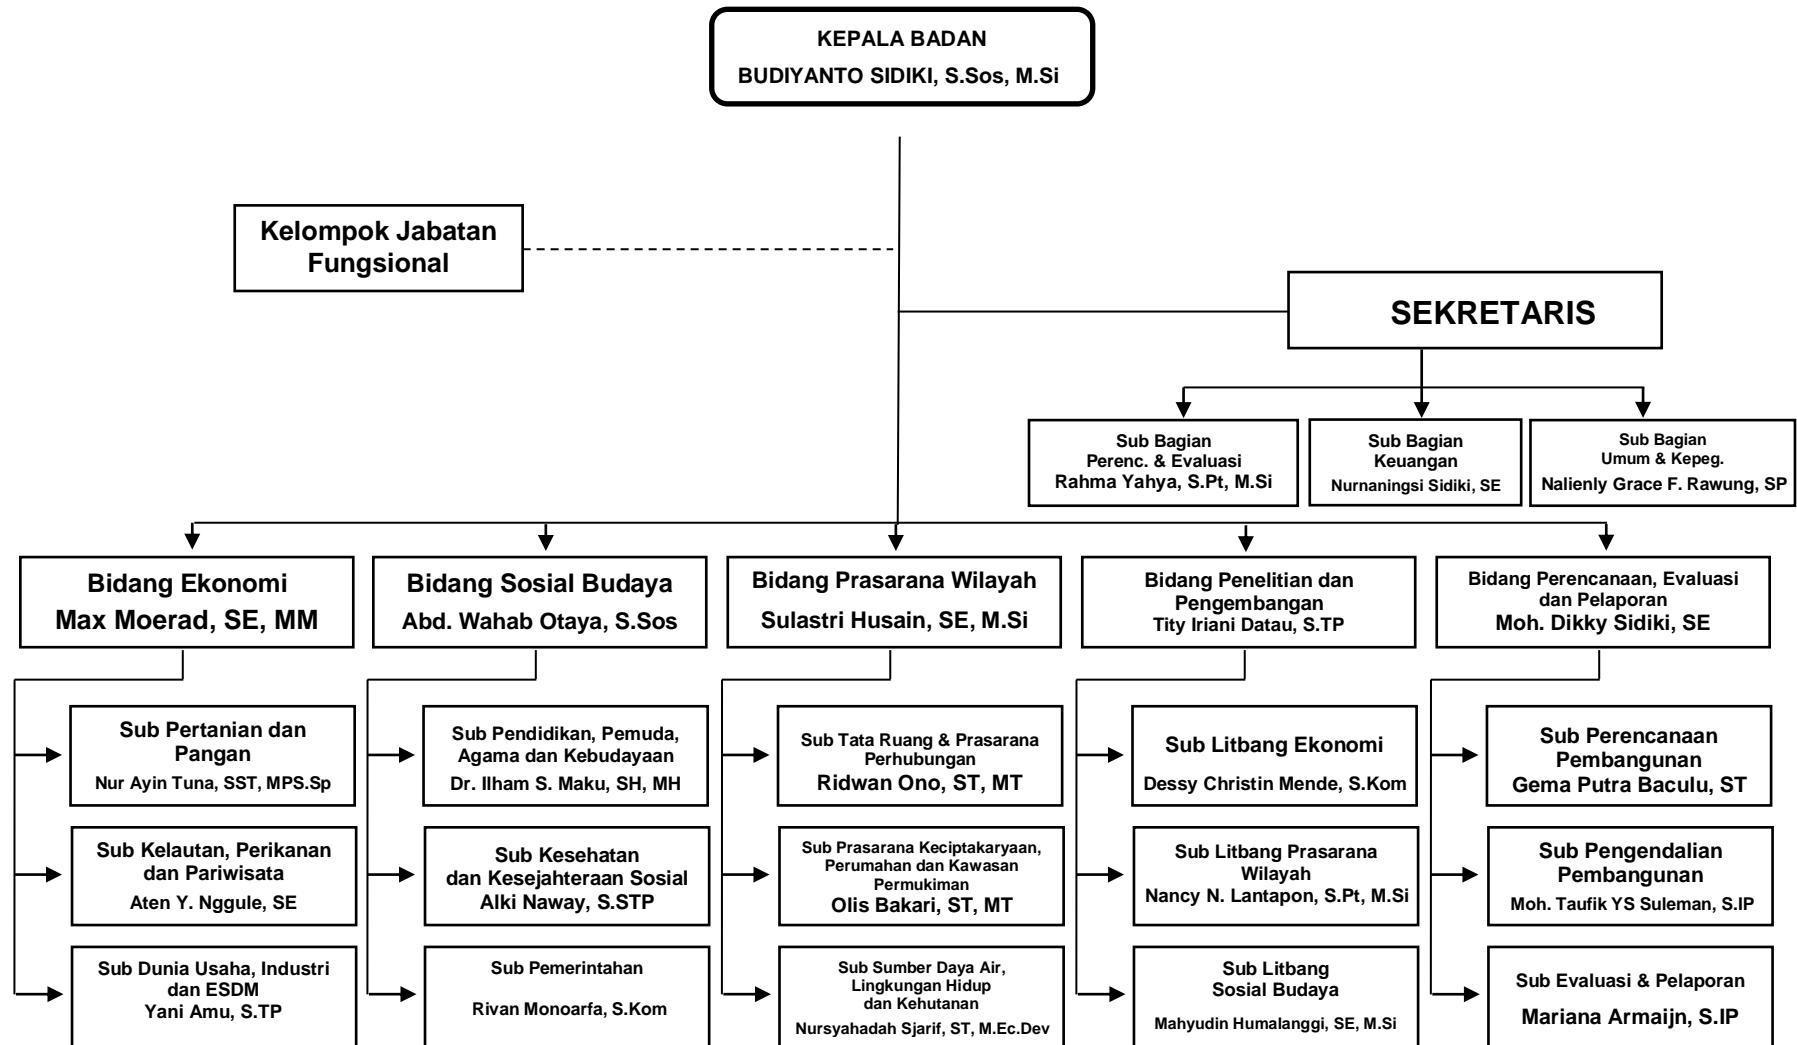 KEPALA BADAN
BUDIYANTO SIDIKI, S.Sos, M.Si
Kelompok Jabatan
Fungsional
SEKRETARIS
Sub Bagian
Perenc. & Evaluasi
Rahma Yahya, S.Pt, M.Si
Sub Bagian
Keuangan
Nurnaningsi Sidiki, SE
Sub Bagian
Umum & Kepeg.
Nalienly Grace F. Rawung, SP
Bidang Ekonomi
Max Moerad, SE, MM
Bidang Sosial Budaya
Abd. Wahab Otaya, S.Sos
Bidang Prasarana Wilayah
Sulastri Husain, SE, M.Si
Bidang Penelitian dan
Pengembangan
Tity Iriani Datau, S.TP
Bidang Perencanaan, Evaluasi
dan Pelaporan
Moh. Dikky Sidiki, SE
Sub Pertanian dan
Pangan
Nur Ayin Tuna, SST, MPS.Sp
Sub Pendidikan, Pemuda,
Agama dan Kebudayaan
Dr. Ilham S. Maku, SH, MH
Sub Tata Ruang & Prasarana
Perhubungan
Ridwan Ono, ST, MT
Sub Litbang Ekonomi
Dessy Christin Mende, S.Kom
Sub Perencanaan
Pembangunan
Gema Putra Baculu, ST
Sub Kelautan, Perikanan
dan Pariwisata
Aten Y. Nggule, SE
Sub Kesehatan
dan Kesejahteraan Sosial
Alki Naway, S.STP
Sub Prasarana Keciptakaryaan,
Perumahan dan Kawasan
Permukiman
Olis Bakari, ST, MT
Sub Litbang Prasarana
Wilayah
Nancy N. Lantapon, S.Pt, M.Si
Sub Pengendalian
Pembangunan
Moh. Taufik YS Suleman, S.IP
Sub Dunia Usaha, Industri
dan ESDM
Yani Amu, S.TP
Sub Pemerintahan
Rivan Monoarfa, S.Kom
Sub Sumber Daya Air,
Lingkungan Hidup
dan Kehutanan
Nursyahadah Sjarif, ST, M.Ec.Dev
Sub Litbang
Sosial Budaya
Mahyudin Humalanggi, SE, M.Si
Sub Evaluasi & Pelaporan
Mariana Armaijn, S.IP